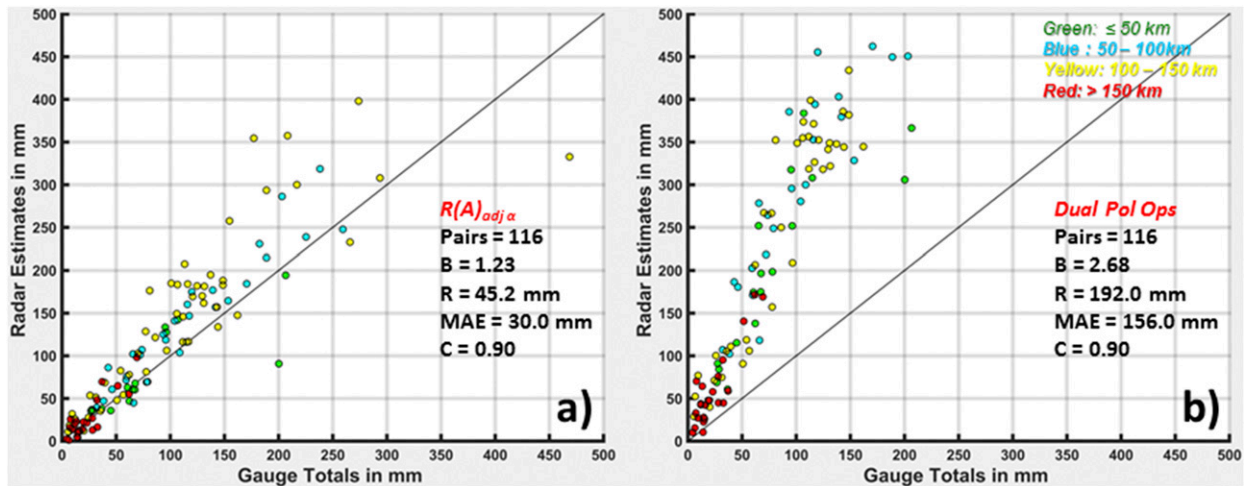 500
450
400
350
300
250
200
150
100
50
0
Radar Estimates in mm
0 50 100 150 200 250 300 350 400 450 500
Gauge Totals in mm
R(A)adj α
Pairs = 116
B = 1.23
R = 45.2 mm
MAE = 30.0 mm
C = 0.90
a)
500
450
400
350
300
250
200
150
100
50
0
Radar Estimates in mm
0 50 100 150 200 250 300 350 400 450 500
Gauge Totals in mm
Green: ≤ 50 km
Blue : 50 – 100km
Yellow: 100 – 150 km
Red: > 150 km
Dual Pol Ops
Pairs = 116
B = 2.68
R = 192.0 mm
MAE = 156.0 mm
C = 0.90
b)